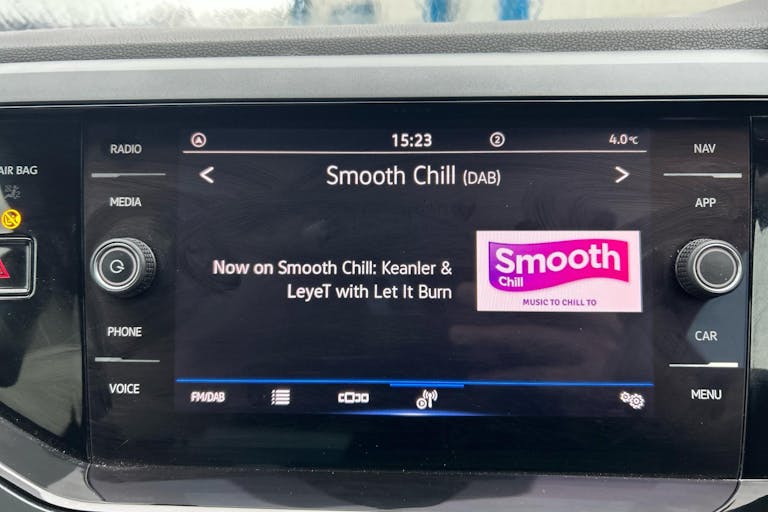 15:23
2
4.0°C
RADIO
NAV
AIR BAG
<
Smooth Chill (DAB)
>
MEDIA
APP
Now on Smooth Chill: Keanler &
LeyeT with Let It Burn
Smooth
Chill
MUSIC TO CHILL TO
PHONE
CAR
VOICE
FM/DAB
MENU